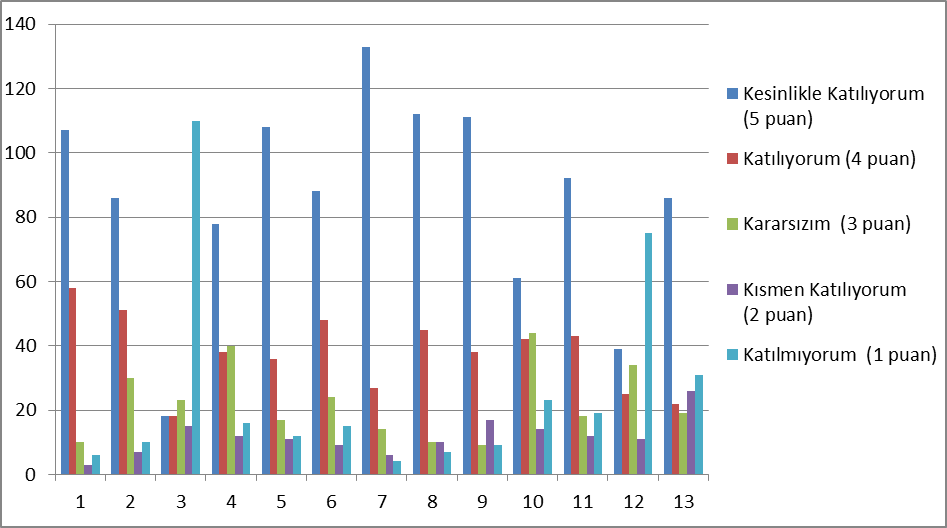 140
120
100
80
60
40
20
0
1 2 3 4 5 6 7 8 9 10 11 12 13
Kesinlikle Katılıyorum
(5 puan)
Katılıyorum (4 puan)
Kararsızım (3 puan)
Kısmen Katılıyorum
(2 puan)
Katılmıyorum (1 puan)